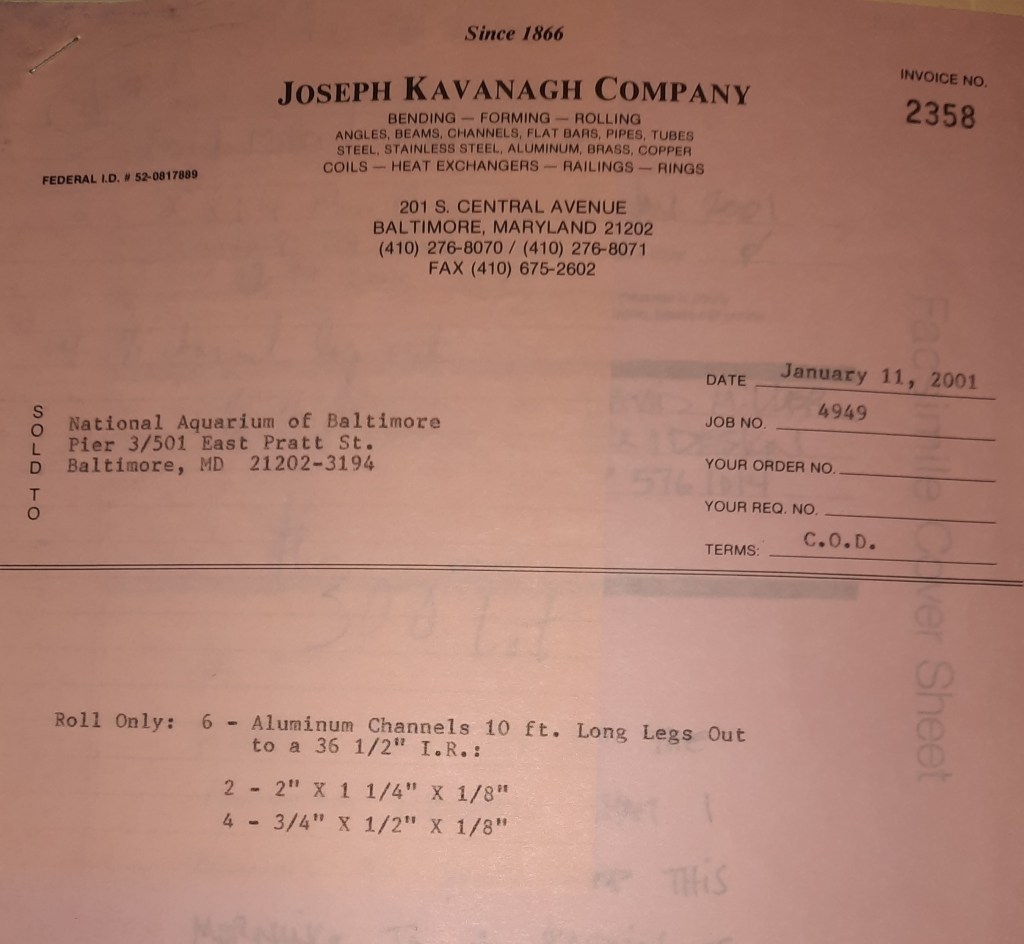 Since 1866
JOSEPH KAVANAGH COMPANY
BENDING — FORMING — ROLLING
ANGLES, BEAMS, CHANNELS, FLAT BARS, PIPES, TUBES
STEEL, STAINLESS STEEL, ALUMINUM, BRASS, COPPER
COILS — HEAT EXCHANGERS — RAILINGS — RINGS
INVOICE NO.
2358
FEDERAL I.D. # 52-0817889
201 S. CENTRAL AVENUE
BALTIMORE, MARYLAND 21202
(410) 276-8070 / (410) 276-8071
FAX (410) 675-2602
SOLD TO
National Aquarium of Baltimore
Pier 3/501 East Pratt St.
Baltimore, MD 21202-3194
DATE January 11, 2001
JOB NO. 4949
YOUR ORDER NO.
YOUR REQ. NO.
TERMS: C.O.D.
Facsimile Cover Sheet
Roll Only: 6 - Aluminum Channels 10 ft. Long Legs Out
to a 36 1/2" I.R.:
2 - 2" X 1 1/4" X 1/8"
4 - 3/4" X 1/2" X 1/8"
THIS